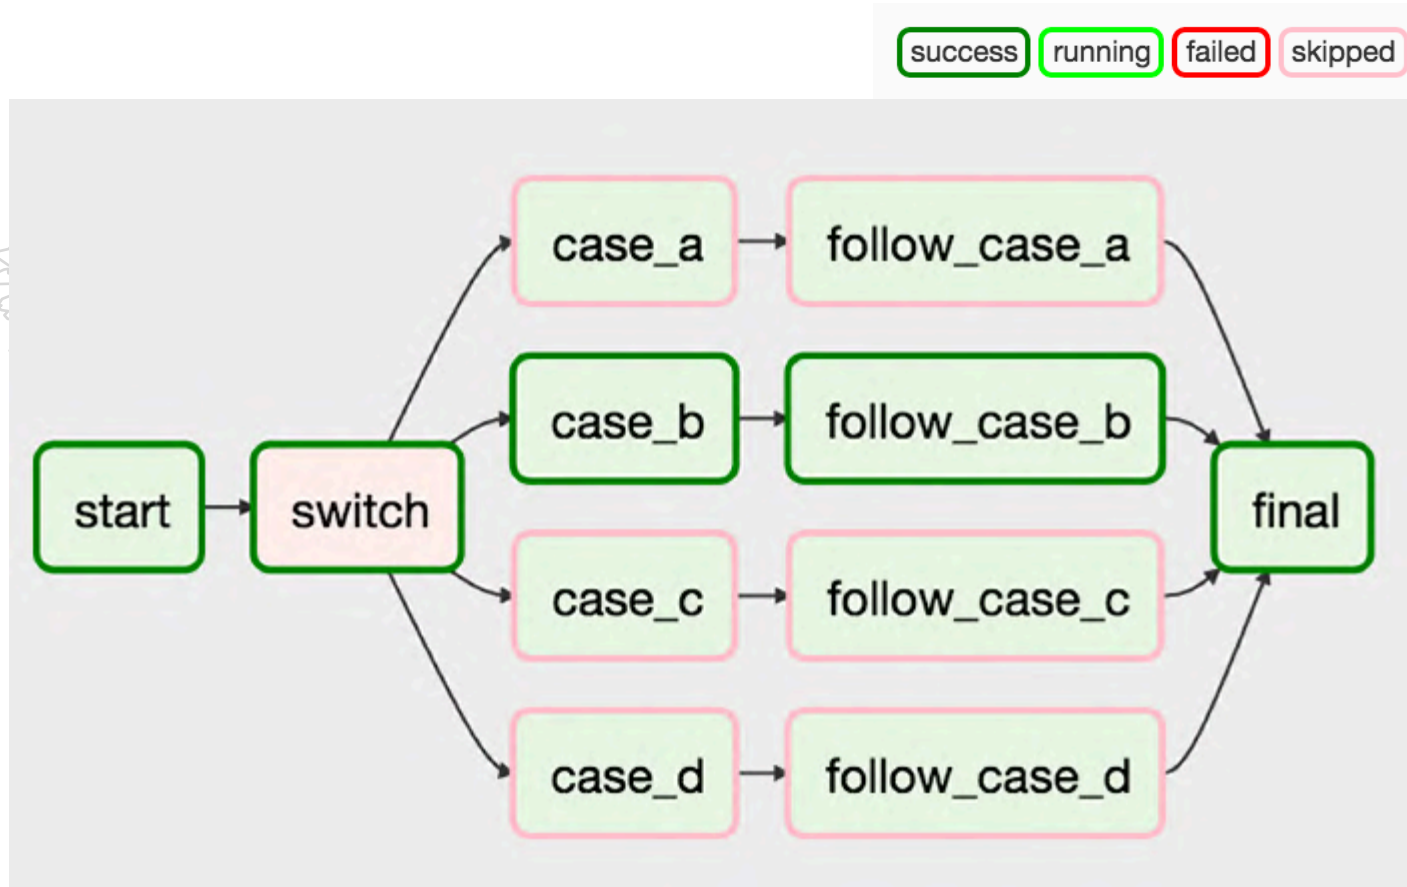 success running failed skipped
case_a follow_case_a
case_b follow_case_b
start switch final
case_c follow_case_c
case_d follow_case_d